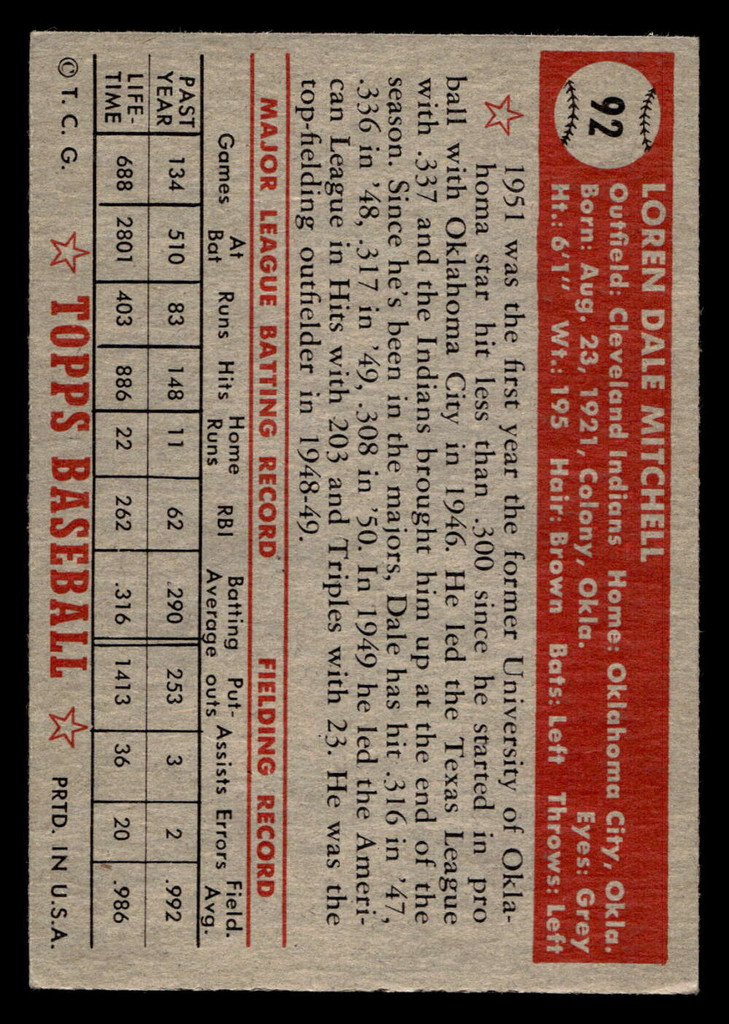 92
LOREN DALE MITCHELL
Outfield: Cleveland Indians Home: Oklahoma City, Okla.
Born: Aug. 23, 1921, Colony, Okla. Eyes: Grey
Ht.: 6'1" Wt.: 195 Hair: Brown Bats: Left Throws: Left
1951 was the first year the former University of Okla-
homa star hit less than .300 since he started in pro
ball with Oklahoma City in 1946. He led the Texas League
with .337 and the Indians brought him up at the end of the
season. Since he's been in the majors, Dale has hit .316 in '47,
.336 in '48, .317 in '49, .308 in '50. In 1949 he led the Ameri-
can League in Hits with 203 and Triples with 23. He was the
top-fielding outfielder in 1948-49.
MAJOR LEAGUE BATTING RECORD FIELDING RECORD
Games At Bat Runs Hits Home Runs RBI Batting Average Put-outs Assists Errors Field. Avg.
PAST YEAR 134 510 83 148 11 62 .290 253 3 2 .992
LIFE-TIME 688 2801 403 886 22 262 .316 1413 36 20 .986
© T. C. G. TOPPS BASEBALL PRTD. IN U.S.A.